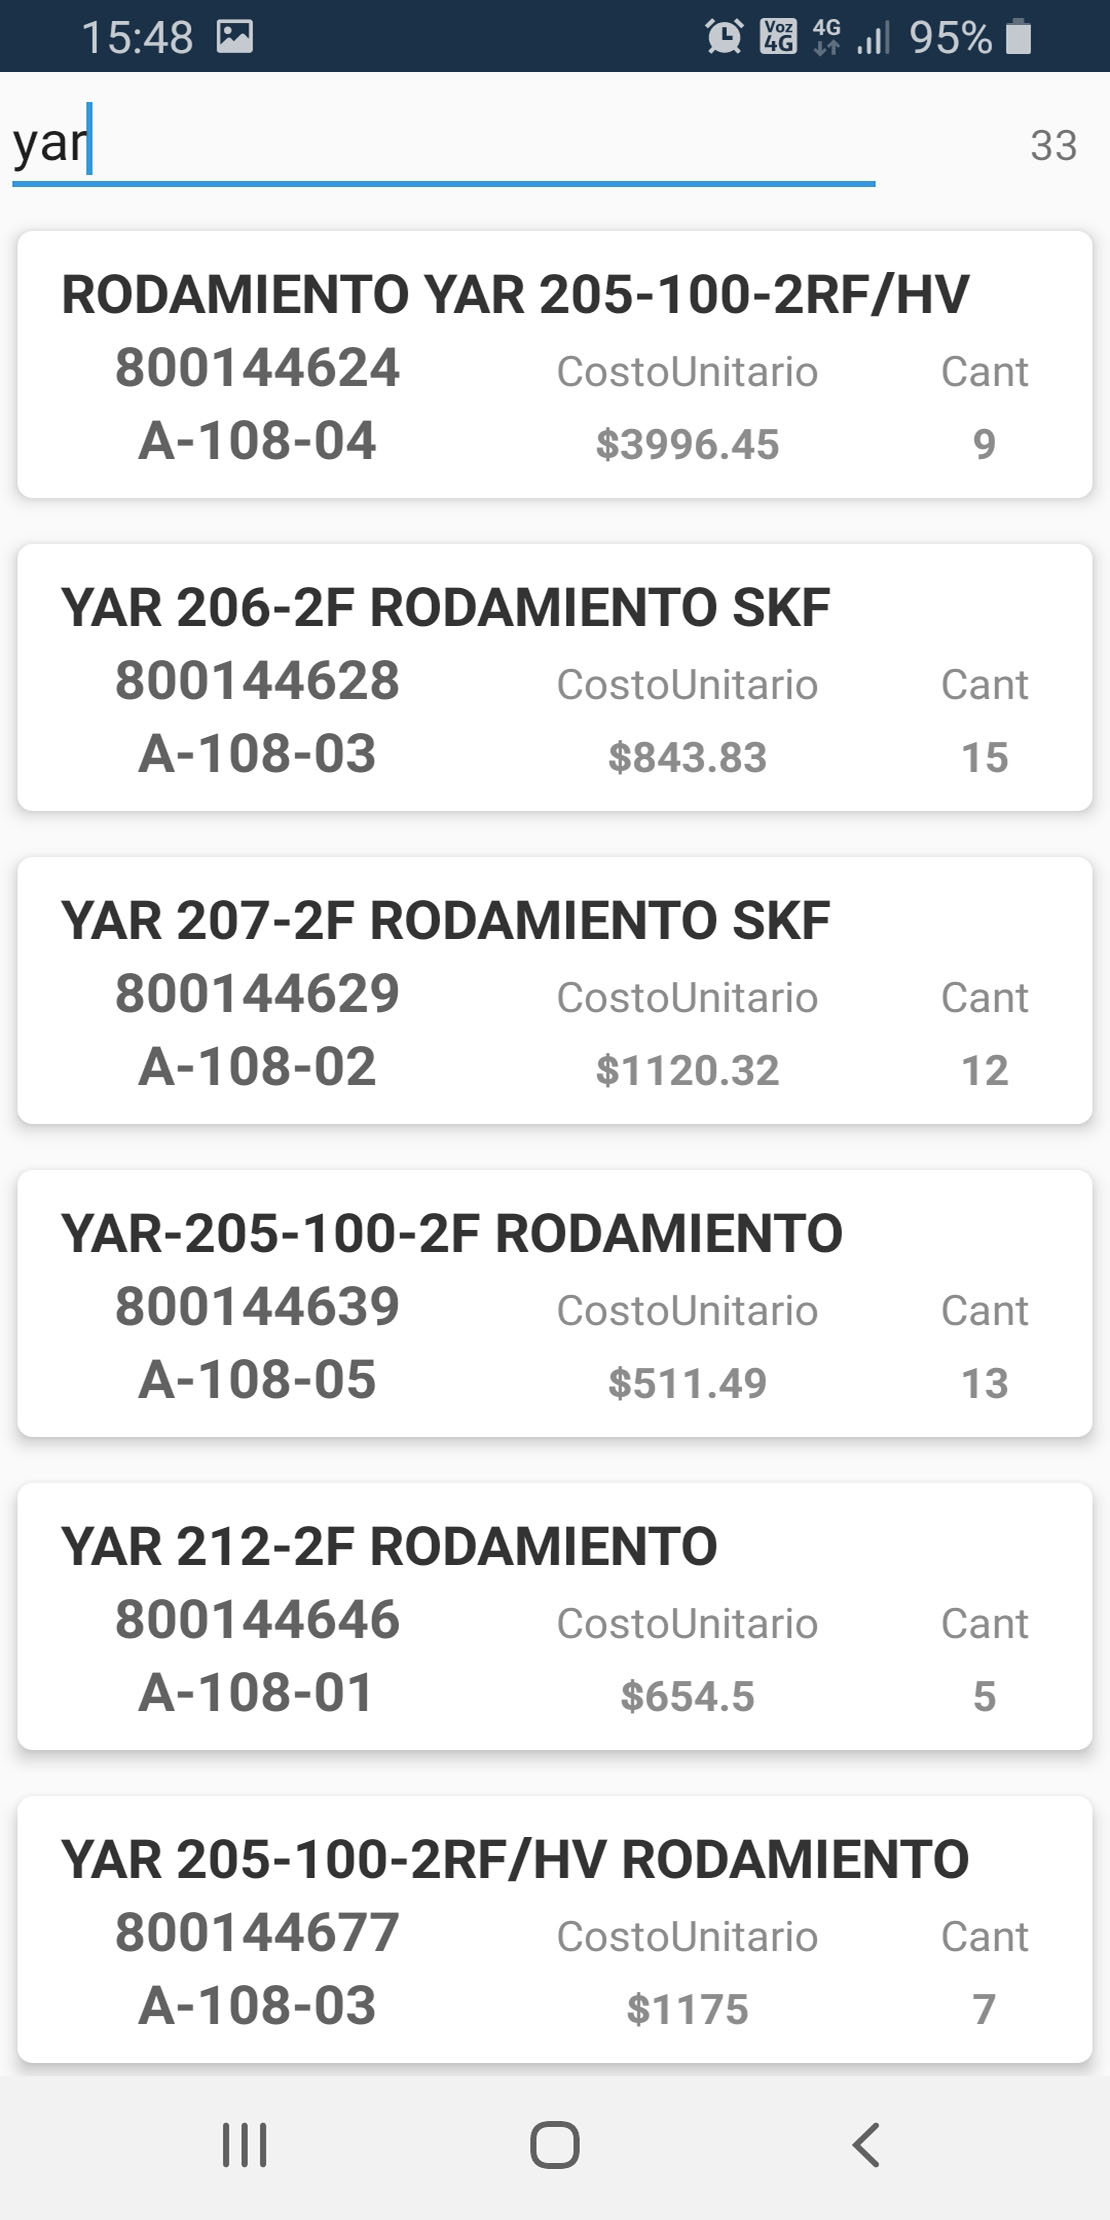 15:48 Voz 4G 4G 95%
yar 33
RODAMIENTO YAR 205-100-2RF/HV
800144624 CostoUnitario Cant
A-108-04 $3996.45 9
YAR 206-2F RODAMIENTO SKF
800144628 CostoUnitario Cant
A-108-03 $843.83 15
YAR 207-2F RODAMIENTO SKF
800144629 CostoUnitario Cant
A-108-02 $1120.32 12
YAR-205-100-2F RODAMIENTO
800144639 CostoUnitario Cant
A-108-05 $511.49 13
YAR 212-2F RODAMIENTO
800144646 CostoUnitario Cant
A-108-01 $654.5 5
YAR 205-100-2RF/HV RODAMIENTO
800144677 CostoUnitario Cant
A-108-03 $1175 7